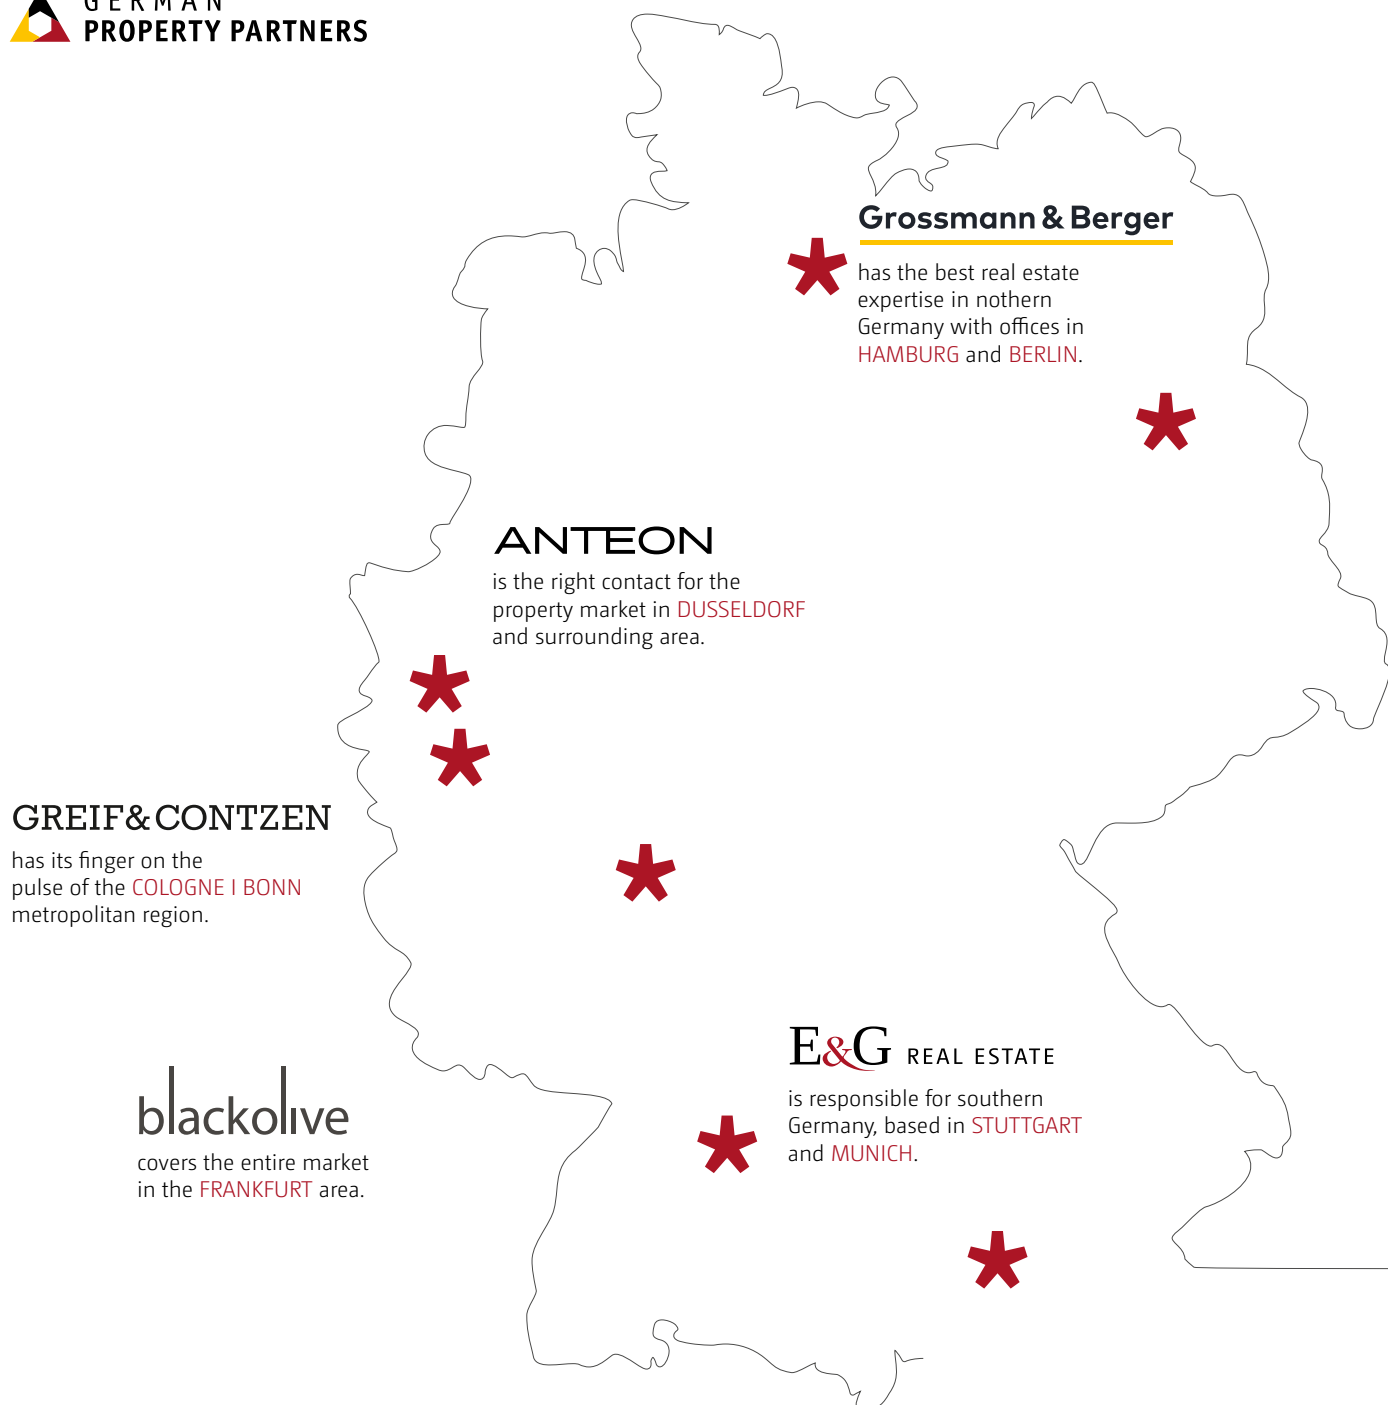 GERMAN
PROPERTY PARTNERS
Grossmann & Berger
has the best real estate
expertise in nothern
Germany with offices in
HAMBURG and BERLIN.
ANTEON
is the right contact for the
property market in DUSSELDORF
and surrounding area.
GREIF & CONTZEN
has its finger on the
pulse of the COLOGNE I BONN
metropolitan region.
E&G REAL ESTATE
is responsible for southern
Germany, based in STUTTGART
and MUNICH.
blackolive
covers the entire market
in the FRANKFURT area.